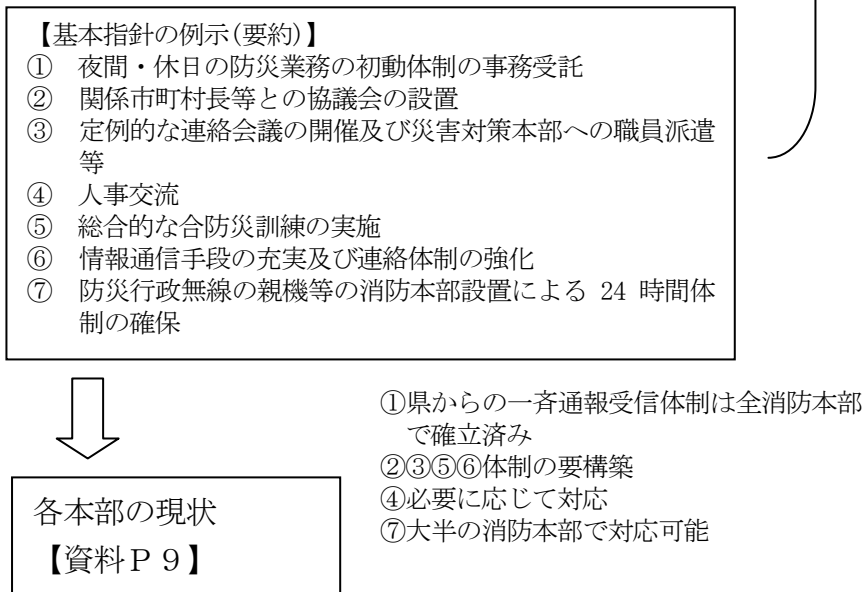 【基本指針の例示(要約)】
① 夜間・休日の防災業務の初動体制の事務受託
② 関係市町村長等との協議会の設置
③ 定例的な連絡会議の開催及び災害対策本部への職員派遣
等
④ 人事交流
⑤ 総合的な合防災訓練の実施
⑥ 情報通信手段の充実及び連絡体制の強化
⑦ 防災行政無線の親機等の消防本部設置による 24 時間体
制の確保
①県からの一斉通報受信体制は全消防本部
で確立済み
②③⑤⑥体制の要構築
④必要に応じて対応
⑦大半の消防本部で対応可能
各本部の現状
【資料P9】